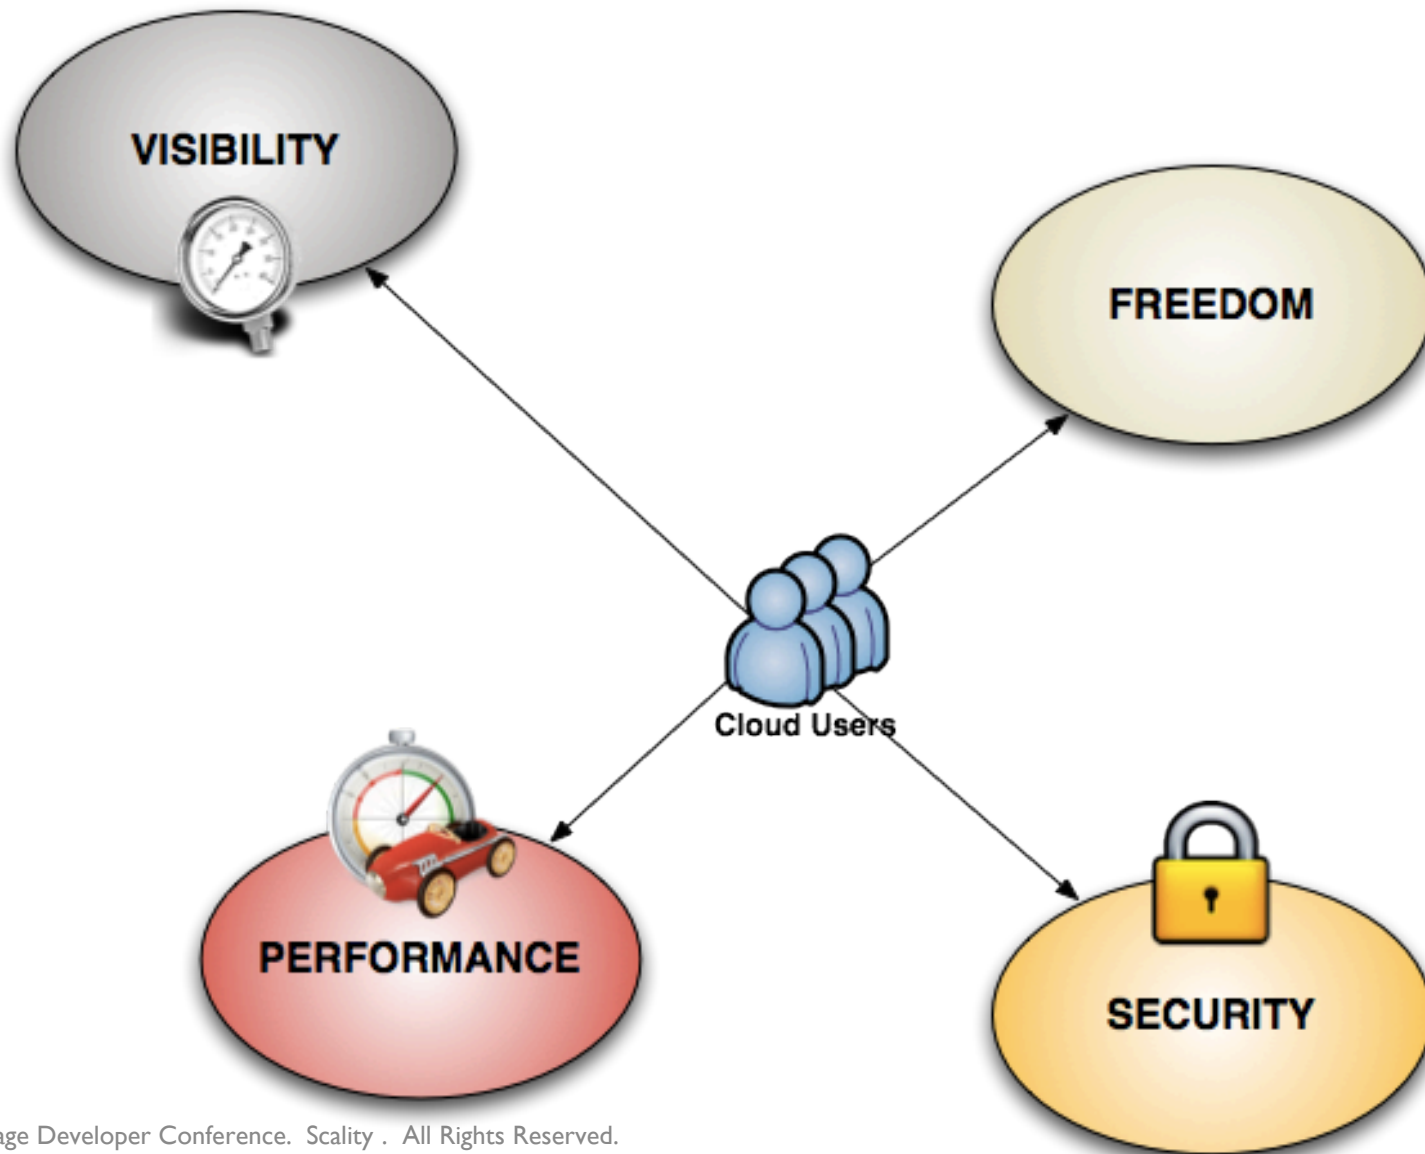 VISIBILITY
FREEDOM
Cloud Users
PERFORMANCE
SECURITY
age Developer Conference. Scality . All Rights Reserved.